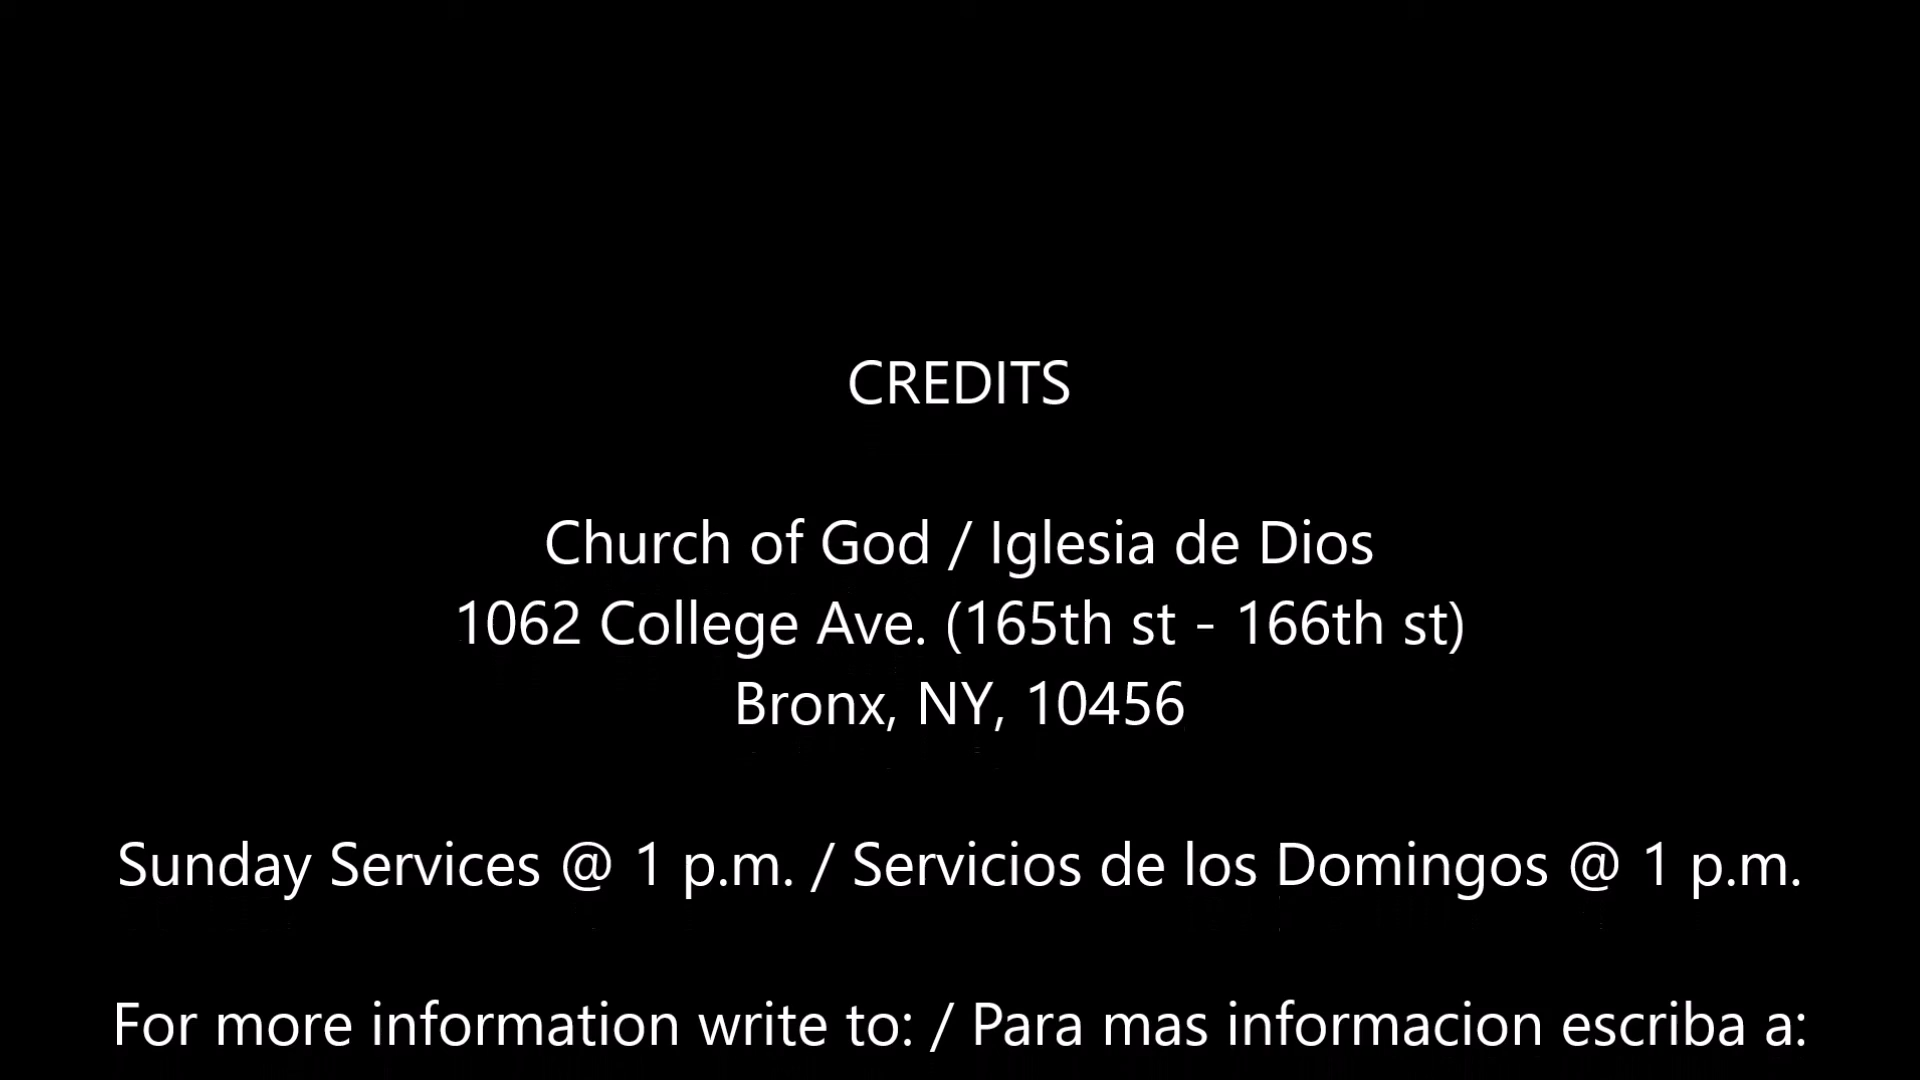 CREDITS
Church of God / Iglesia de Dios
1062 College Ave. (165th st - 166th st)
Bronx, NY, 10456
Sunday Services @ 1 p.m. / Servicios de los Domingos @ 1 p.m.
For more information write to: / Para mas informacion escriba a: